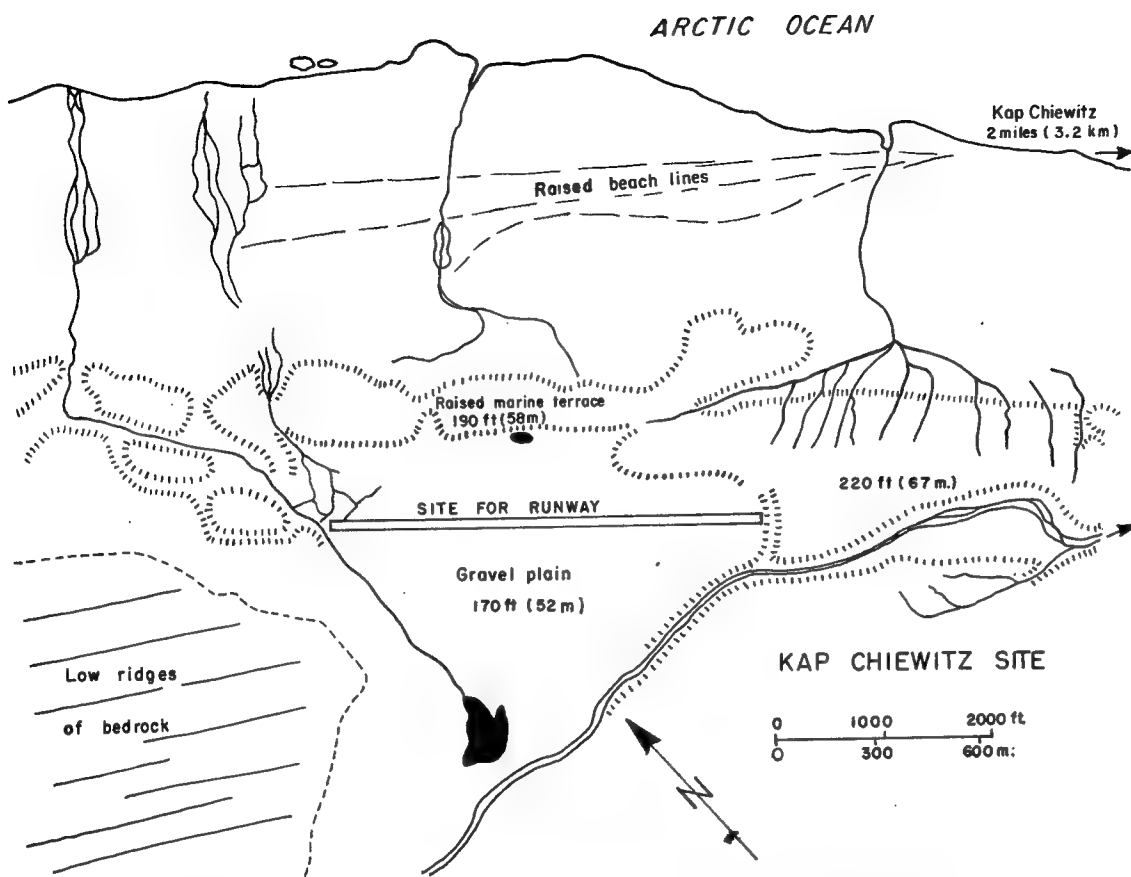 ARCTIC OCEAN
Kap Chiewitz
2 miles (3.2 km)
Raised beach lines
Raised marine terrace
190 ft (58m)
220 ft (67 m.)
SITE FOR RUNWAY
Gravel plain
170 ft (52 m)
Low ridges
of bedrock
KAP CHIEWITZ SITE
0 1000 2000 ft.
0 300 600 m:
N